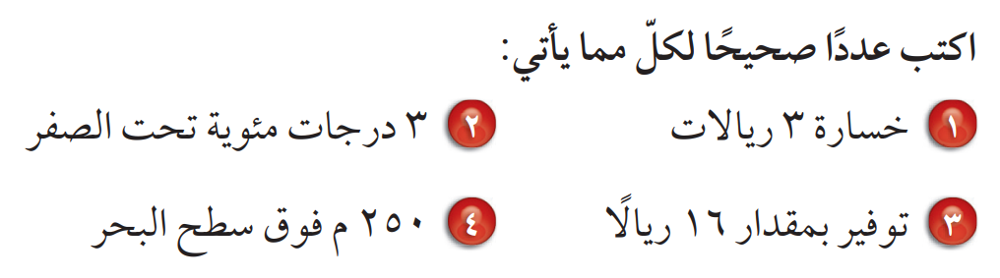 اكتب عددًا صحيحًا لكلّ مما يأتي:
١ خسارة ٣ ريالات ٢ ٣ درجات مئوية تحت الصفر
٣ توفير بمقدار ١٦ ريالًا ٤ ٢٥٠ م فوق سطح البحر